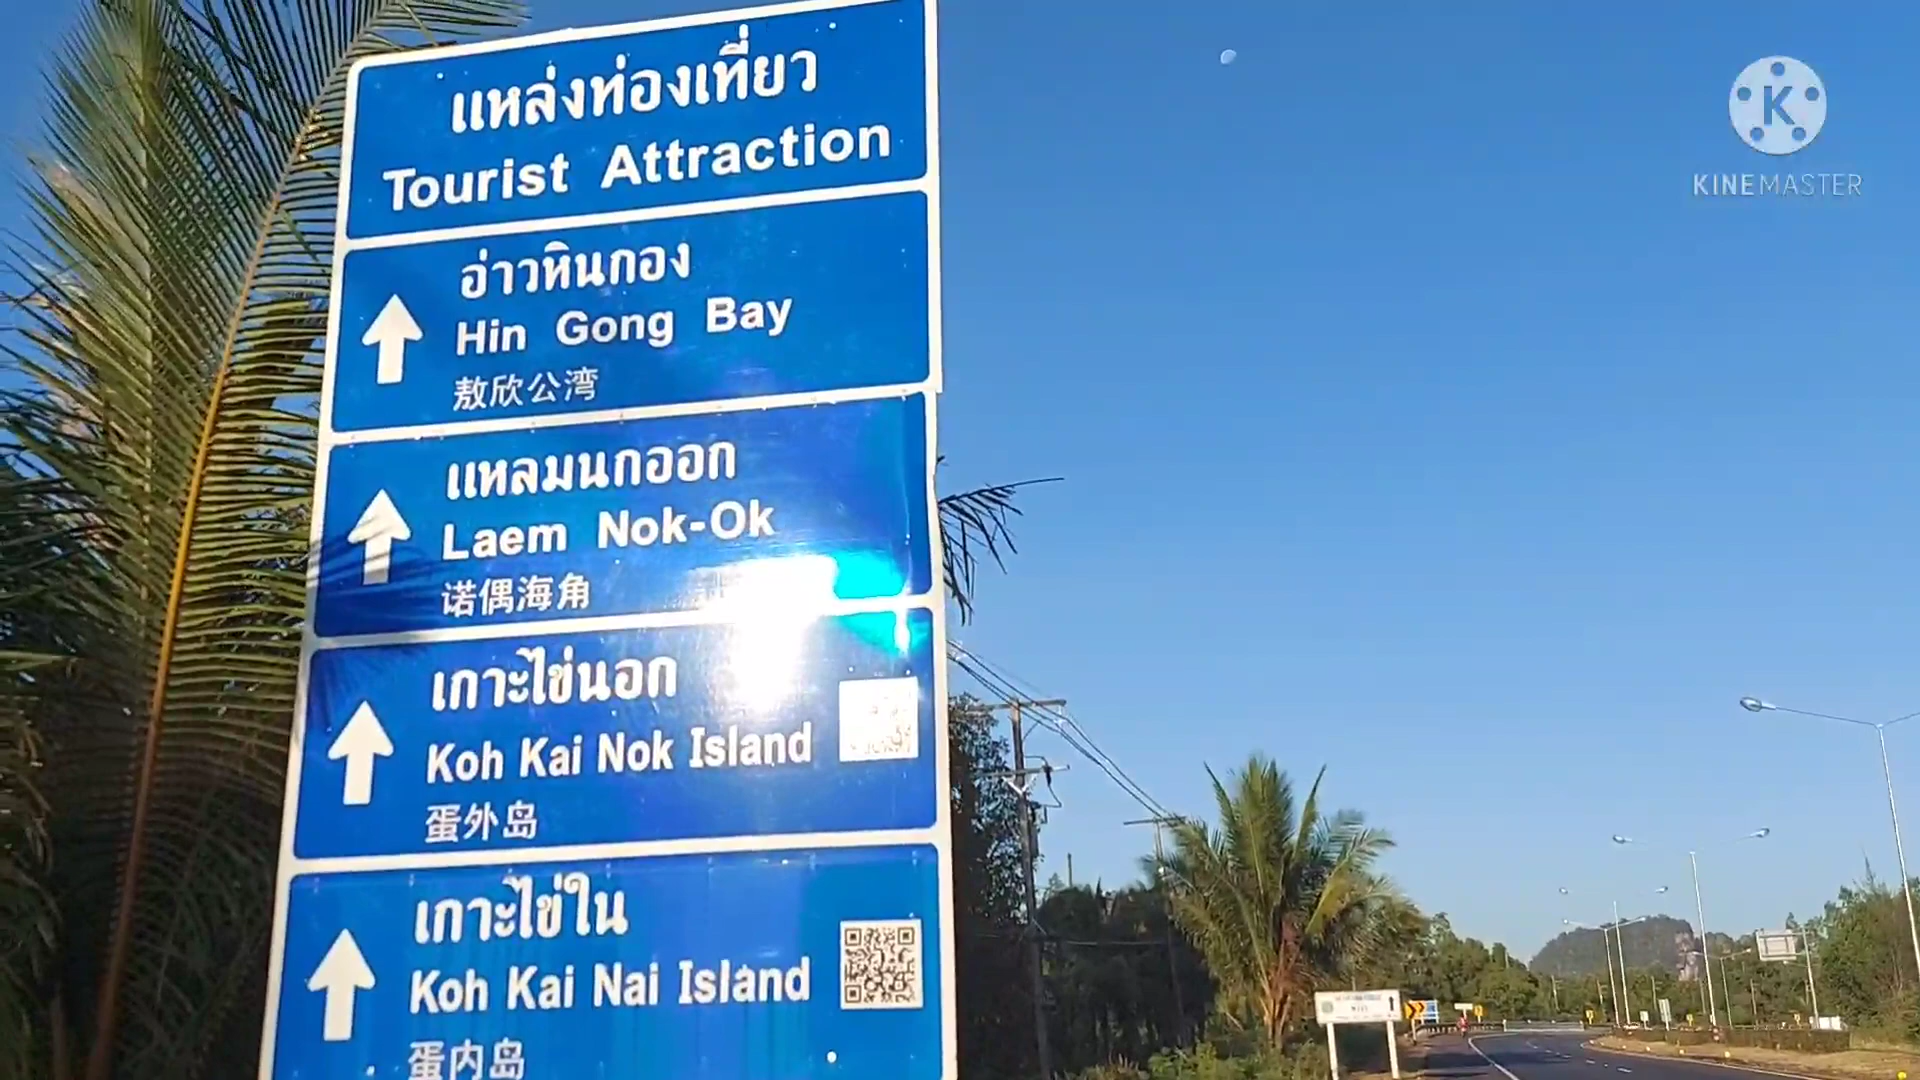 แหล่งท่องเที่ยว
Tourist Attraction
อ่าวหินกอง
Hin Gong Bay
敖欣公湾
แหลมนกออก
Laem Nok-Ok
诺偶海角
เกาะไข่นอก
Koh Kai Nok Island
蛋外岛
เกาะไข่ใน
Koh Kai Nai Island
蛋内岛
K
KINEMASTER